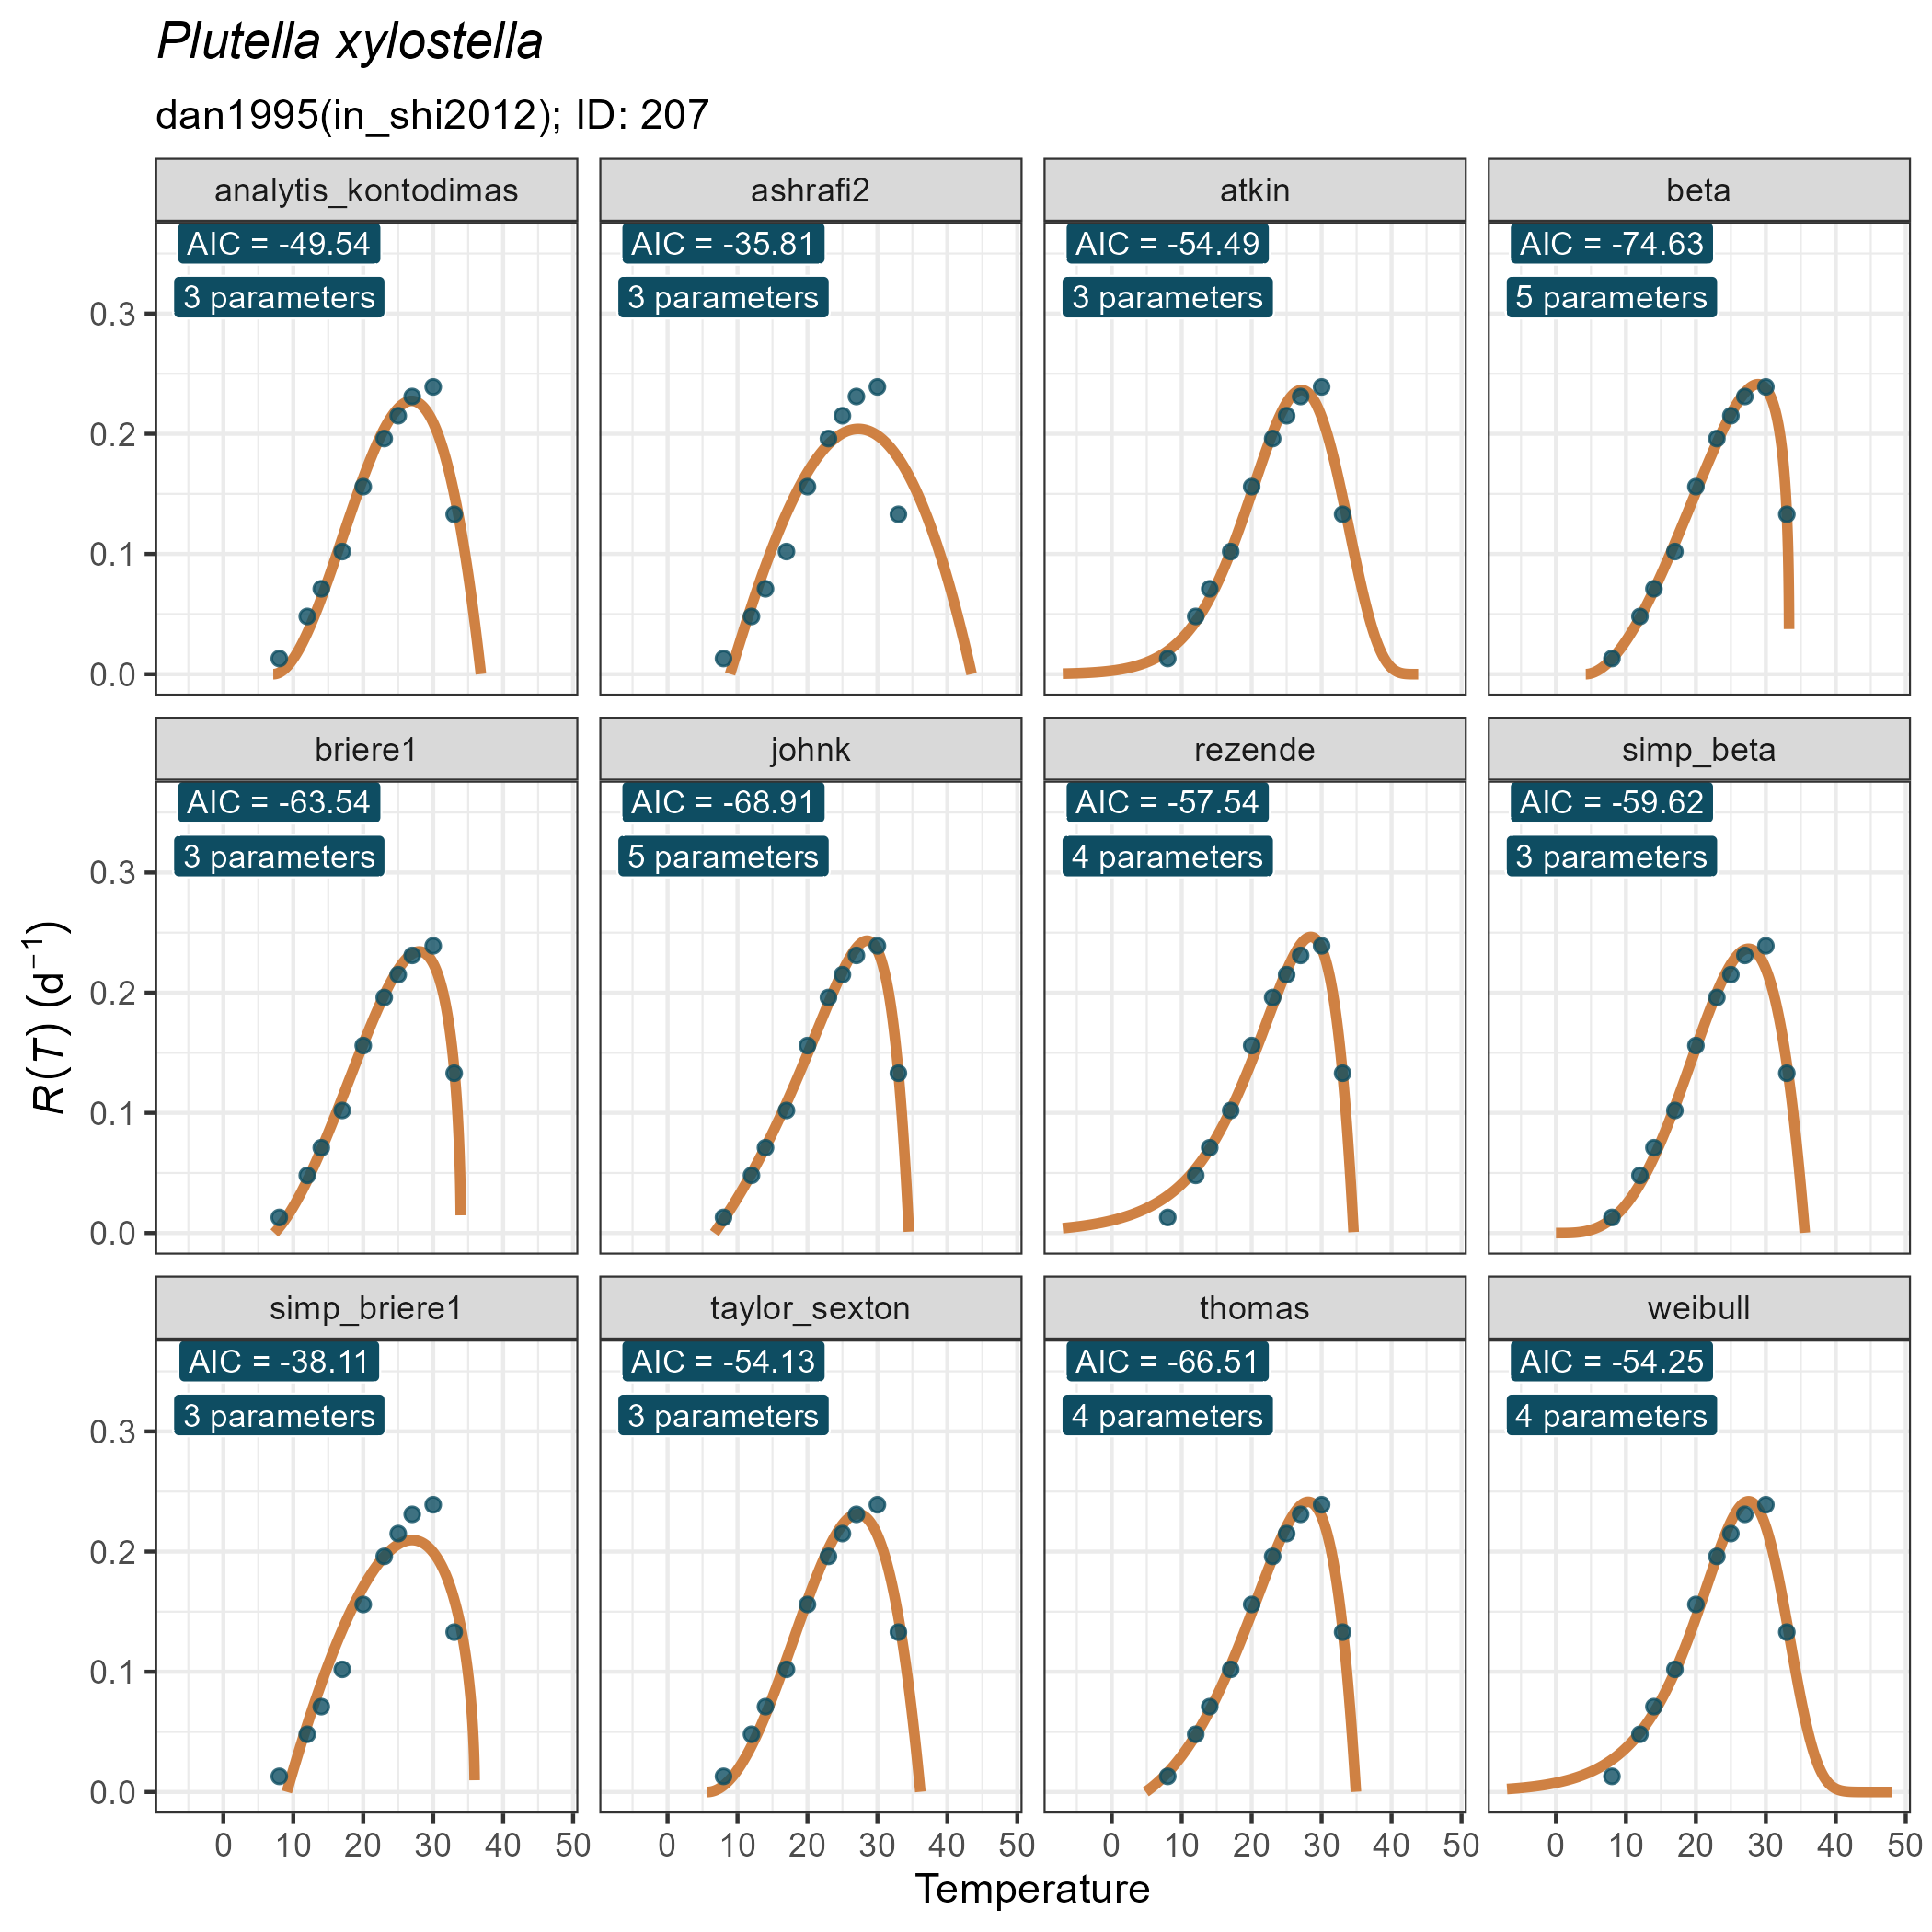 Plutella xylostella
dan1995(in_shi2012); ID: 207
analytis_kontodimas ashrafi2 atkin beta
AIC = -49.54 AIC = -35.81 AIC = -54.49 AIC = -74.63
3 parameters 3 parameters 3 parameters 5 parameters
0.3
0.2
0.1
0.0
briere1 johnk rezende simp_beta
AIC = -63.54 AIC = -68.91 AIC = -57.54 AIC = -59.62
3 parameters 5 parameters 4 parameters 3 parameters
0.3
0.2
0.1
0.0
R(T) (d⁻¹)
simp_briere1 taylor_sexton thomas weibull
AIC = -38.11 AIC = -54.13 AIC = -66.51 AIC = -54.25
3 parameters 3 parameters 4 parameters 4 parameters
0.3
0.2
0.1
0.0
0 10 20 30 40 50 0 10 20 30 40 50 0 10 20 30 40 50 0 10 20 30 40 50
Temperature